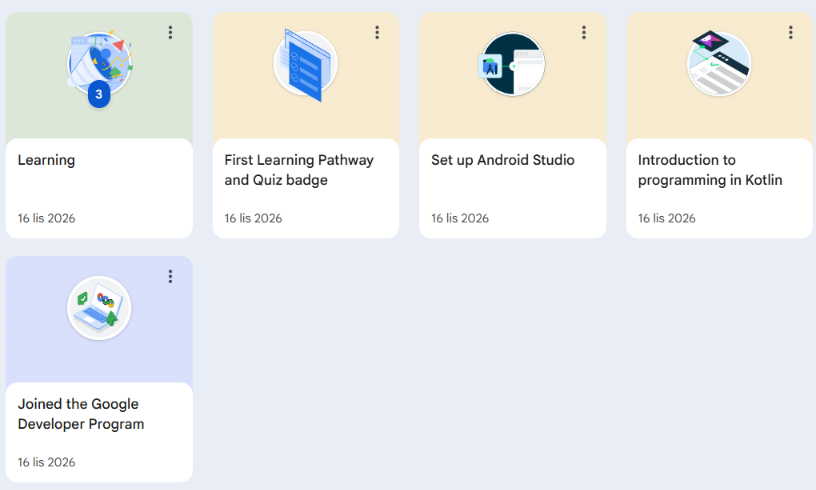 3
Learning
16 lis 2026
First Learning Pathway
and Quiz badge
16 lis 2026
Set up Android Studio
16 lis 2026
Introduction to
programming in Kotlin
16 lis 2026
Joined the Google
Developer Program
16 lis 2026